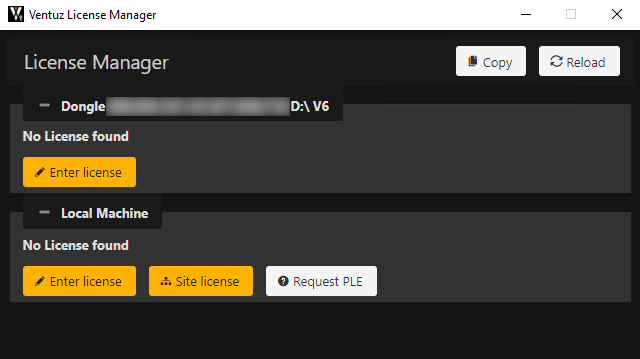 Ventuz License Manager
License Manager
Copy
Reload
Dongle D:\ V6
No License found
Enter license
Local Machine
No License found
Enter license
Site license
Request PLE